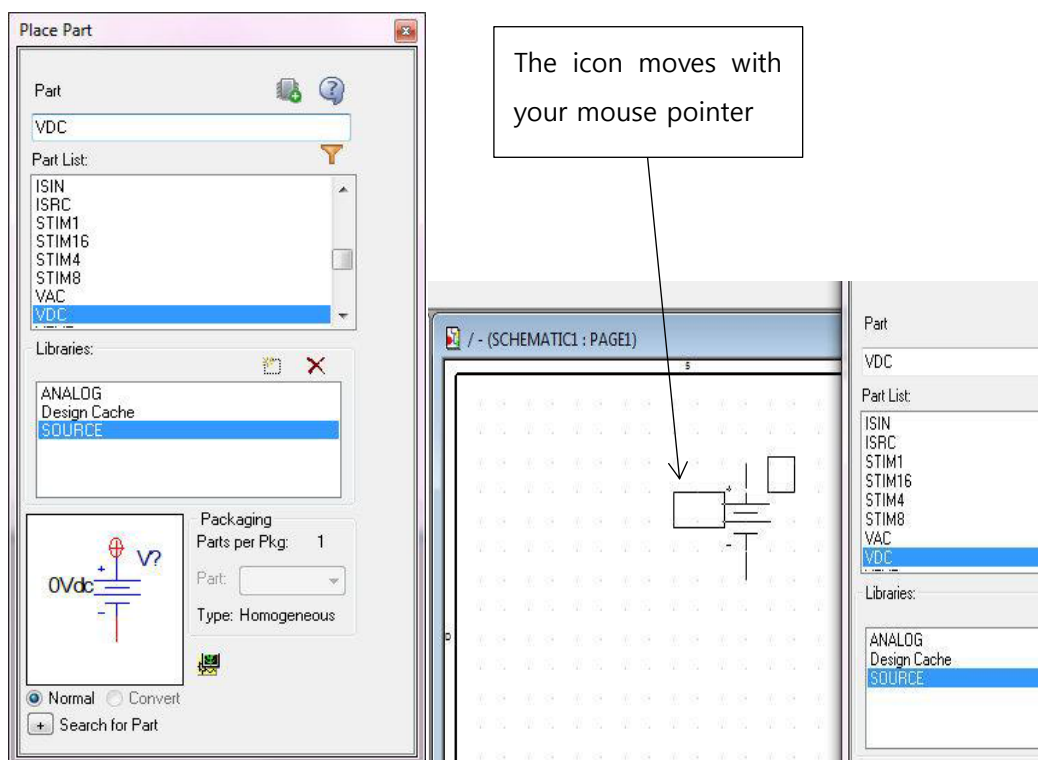 Place Part
Part
VDC
Part List:
ISIN
ISRC
STIM1
STIM16
STIM4
STIM8
VAC
VDC
Libraries:
ANALOG
Design Cache
SOURCE
Packaging
Parts per Pkg: 1
Part:
Type: Homogeneous
0Vdc
V?
+
-
Normal
Convert
+ Search for Part
The icon moves with
your mouse pointer
/ - (SCHEMATIC1 : PAGE1)
5
D
+
-
Part
VDC
Part List:
ISIN
ISRC
STIM1
STIM16
STIM4
STIM8
VAC
VDC
Libraries:
ANALOG
Design Cache
SOURCE